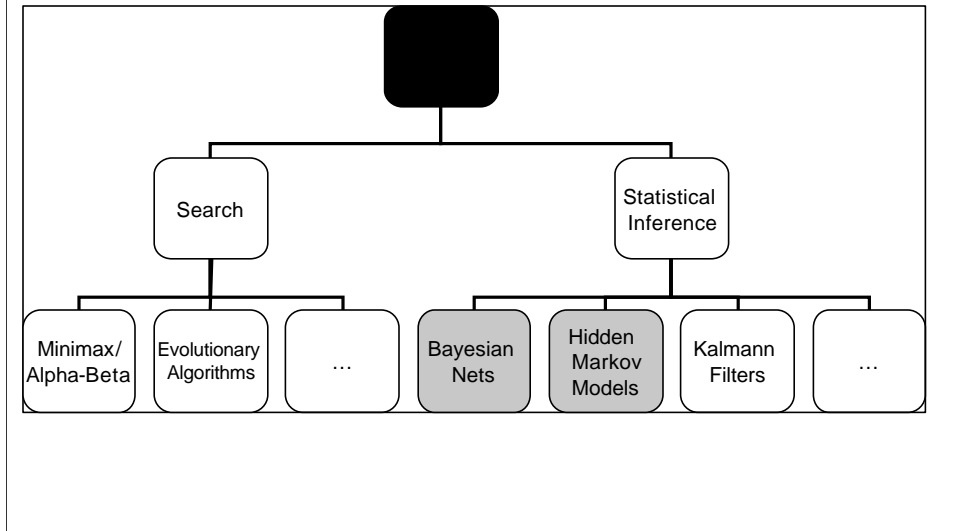 Search
Statistical
Inference
Minimax/
Alpha-Beta
Evolutionary
Algorithms
…
Bayesian
Nets
Hidden
Markov
Models
Kalmann
Filters
…